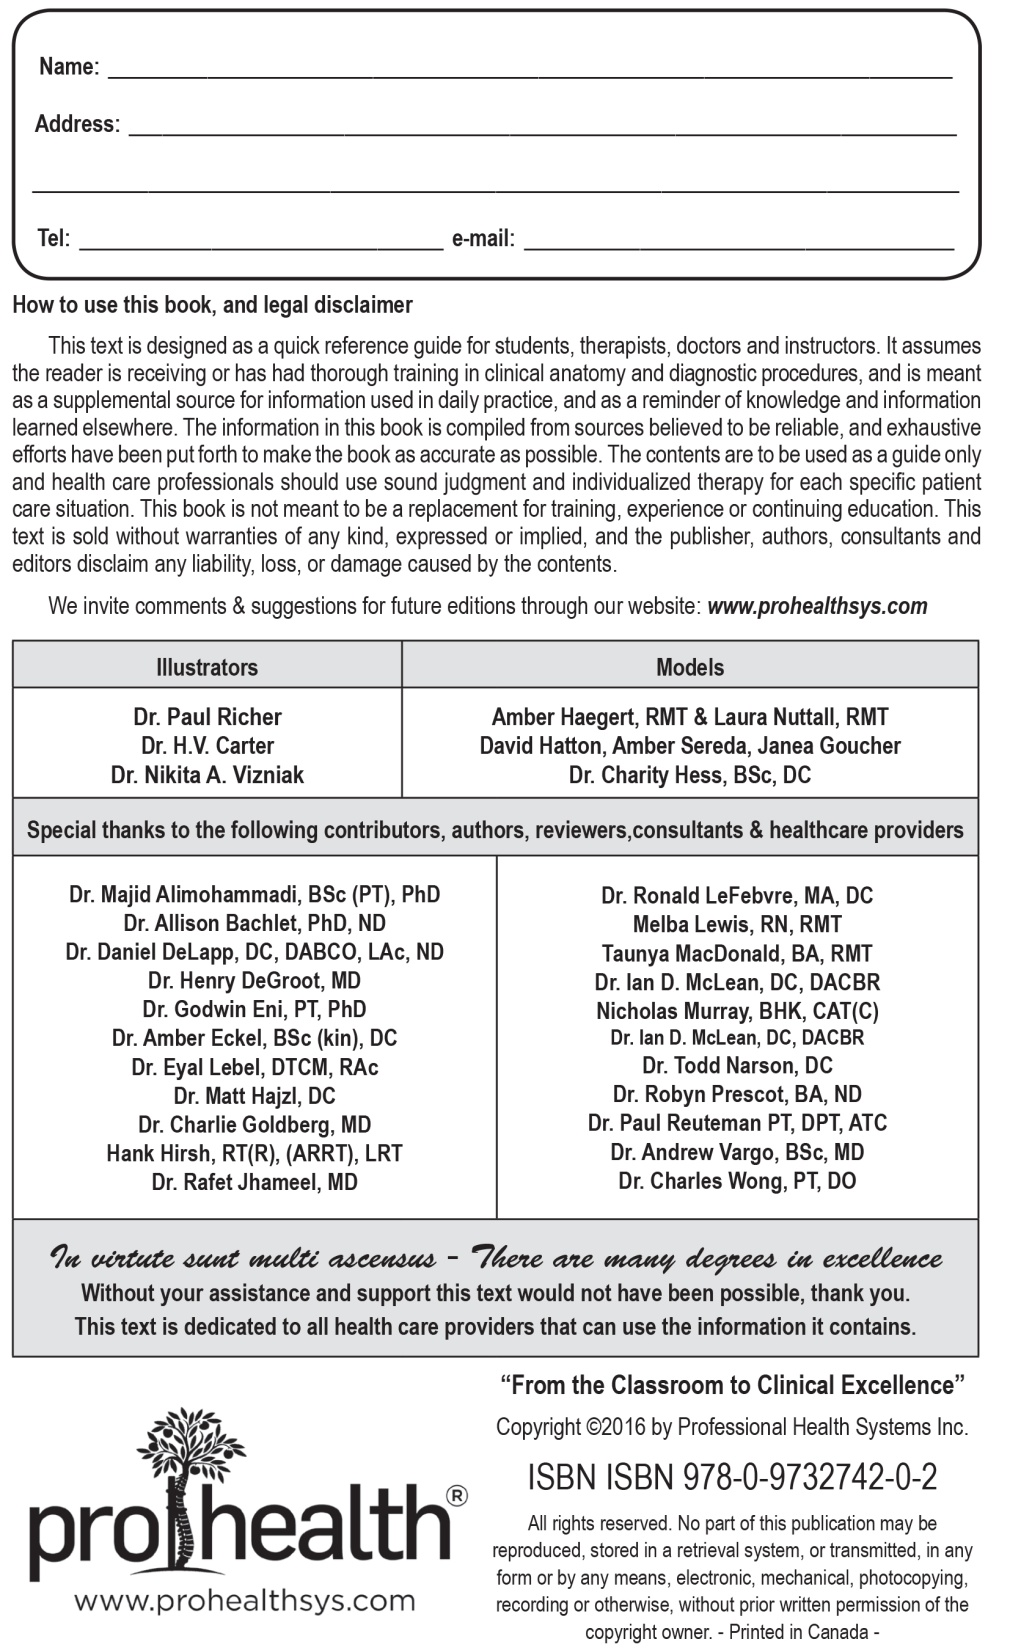 Name:
Address:
Tel: e-mail:
How to use this book, and legal disclaimer
This text is designed as a quick reference guide for students, therapists, doctors and instructors. It assumes
the reader is receiving or has had thorough training in clinical anatomy and diagnostic procedures, and is meant
as a supplemental source for information used in daily practice, and as a reminder of knowledge and information
learned elsewhere. The information in this book is compiled from sources believed to be reliable, and exhaustive
efforts have been put forth to make the book as accurate as possible. The contents are to be used as a guide only
and health care professionals should use sound judgment and individualized therapy for each specific patient
care situation. This book is not meant to be a replacement for training, experience or continuing education. This
text is sold without warranties of any kind, expressed or implied, and the publisher, authors, consultants and
editors disclaim any liability, loss, or damage caused by the contents.
We invite comments & suggestions for future editions through our website: www.prohealthsys.com
Illustrators
Dr. Paul Richer
Dr. H.V. Carter
Dr. Nikita A. Vizniak
Models
Amber Haegert, RMT & Laura Nuttall, RMT
David Hatton, Amber Sereda, Janea Goucher
Dr. Charity Hess, BSc, DC
Special thanks to the following contributors, authors, reviewers,consultants & healthcare providers
Dr. Majid Alimohammadi, BSc (PT), PhD
Dr. Allison Bachlet, PhD, ND
Dr. Daniel DeLapp, DC, DABCO, LAc, ND
Dr. Henry DeGroot, MD
Dr. Godwin Eni, PT, PhD
Dr. Amber Eckel, BSc (kin), DC
Dr. Eyal Lebel, DTCM, RAc
Dr. Matt Hajzl, DC
Dr. Charlie Goldberg, MD
Hank Hirsh, RT(R), (ARRT), LRT
Dr. Rafet Jhameel, MD
Dr. Ronald LeFebvre, MA, DC
Melba Lewis, RN, RMT
Taunya MacDonald, BA, RMT
Dr. Ian D. McLean, DC, DACBR
Nicholas Murray, BHK, CAT(C)
Dr. Ian D. McLean, DC, DACBR
Dr. Todd Narson, DC
Dr. Robyn Prescot, BA, ND
Dr. Paul Reuteman PT, DPT, ATC
Dr. Andrew Vargo, BSc, MD
Dr. Charles Wong, PT, DO
In virtute sunt multi ascensus - There are many degrees in excellence
Without your assistance and support this text would not have been possible, thank you.
This text is dedicated to all health care providers that can use the information it contains.
prohealth®
www.prohealthsys.com
“From the Classroom to Clinical Excellence”
Copyright ©2016 by Professional Health Systems Inc.
ISBN ISBN 978-0-9732742-0-2
All rights reserved. No part of this publication may be
reproduced, stored in a retrieval system, or transmitted, in any
form or by any means, electronic, mechanical, photocopying,
recording or otherwise, without prior written permission of the
copyright owner. - Printed in Canada -